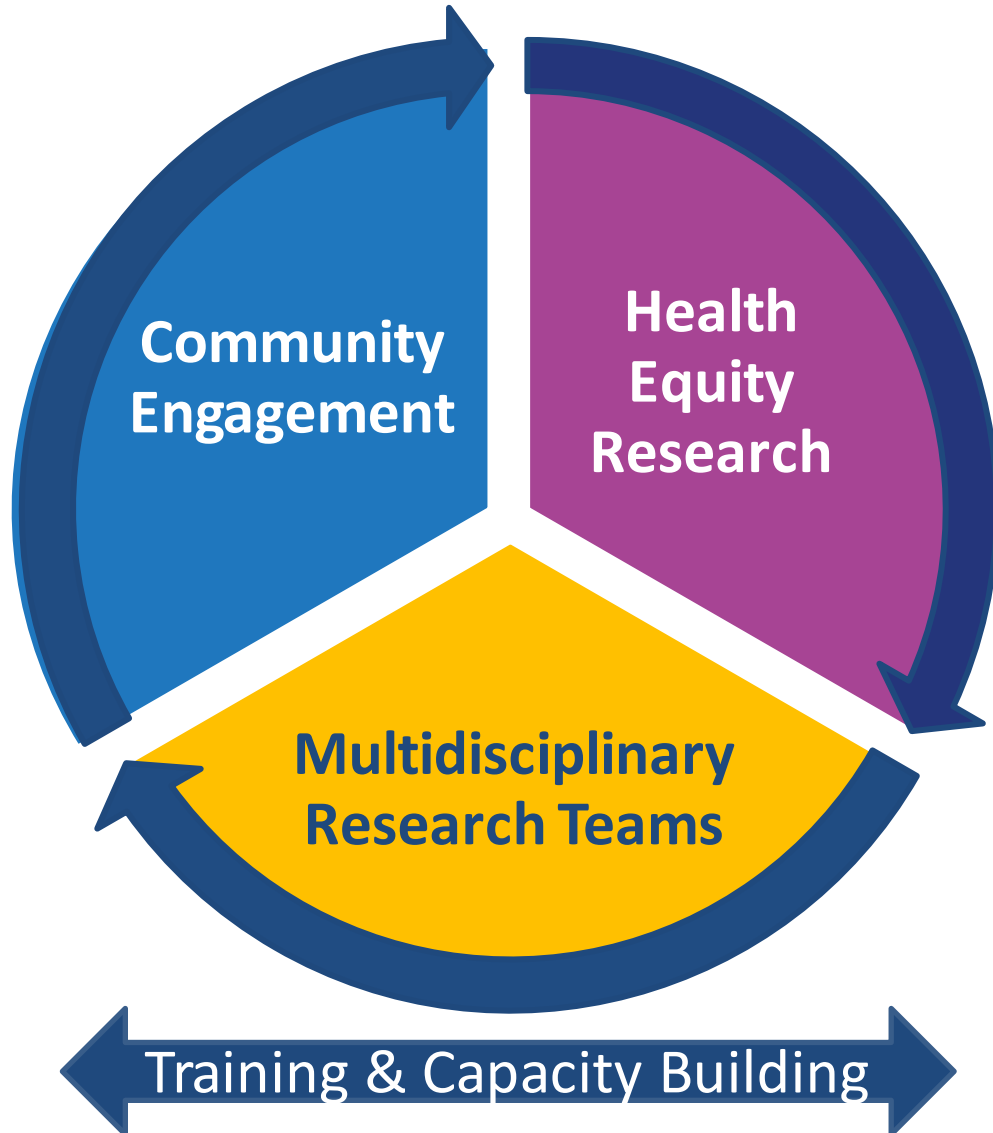 Community
Engagement
Health
Equity
Research
Multidisciplinary
Research Teams
Training & Capacity Building